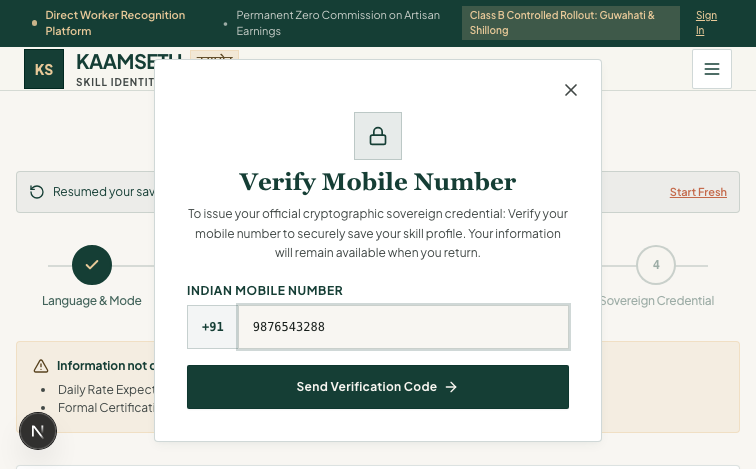 Direct Worker Recognition
Platform
Permanent Zero Commission on Artisan
Earnings
Class B Controlled Rollout: Guwahati &
Shillong
Sign
In
KS
KAAMSETU
SKILL IDENTIT
Verify Mobile Number
To issue your official cryptographic sovereign credential: Verify your
mobile number to securely save your skill profile. Your information
will remain available when you return.
INDIAN MOBILE NUMBER
+91 9876543288
Send Verification Code →
Resumed your sav
Start Fresh
Language & Mode
4
Sovereign Credential
Information not
Daily Rate Expect
Formal Certificati
N